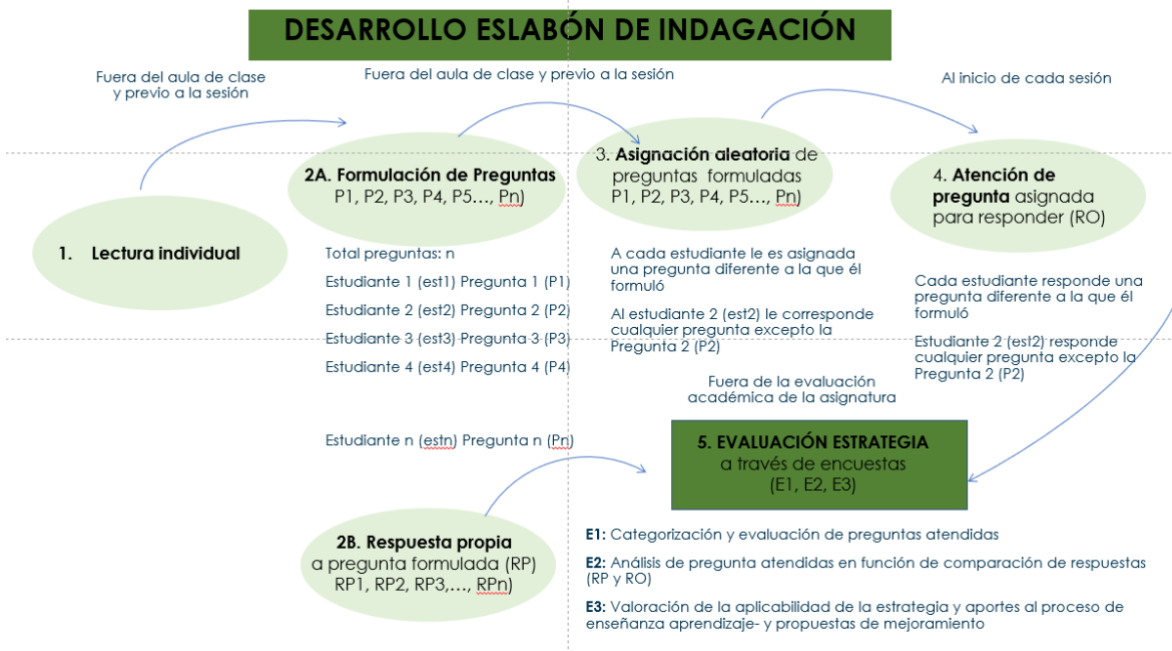 DESARROLLO ESLABÓN DE INDAGACIÓN
Fuera del aula de clase
y previo a la sesión
Fuera del aula de clase y previo a la sesión
Al inicio de cada sesión
1. Lectura individual
2A. Formulación de Preguntas
P1, P2, P3, P4, P5..., Pn)
3. Asignación aleatoria de
preguntas formuladas
P1, P2, P3, P4, P5..., Pn)
4. Atención de
pregunta asignada
para responder (RO)
Total preguntas: n
Estudiante 1 (est1) Pregunta 1 (P1)
Estudiante 2 (est2) Pregunta 2 (P2)
Estudiante 3 (est3) Pregunta 3 (P3)
Estudiante 4 (est4) Pregunta 4 (P4)
Estudiante n (estn) Pregunta n (Pn)
A cada estudiante le es asignada
una pregunta diferente a la que él
formuló
Al estudiante 2 (est2) le corresponde
cualquier pregunta excepto la
Pregunta 2 (P2)
Cada estudiante responde una
pregunta diferente a la que él
formuló
Estudiante 2 (est2) responde
cualquier pregunta excepto la
Pregunta 2 (P2)
Fuera de la evaluación
académica de la asignatura
5. EVALUACIÓN ESTRATEGIA
a través de encuestas
(E1, E2, E3)
2B. Respuesta propia
a pregunta formulada (RP)
RP1, RP2, RP3,..., RPn)
E1: Categorización y evaluación de preguntas atendidas
E2: Análisis de pregunta atendidas en función de comparación de respuestas
(RP y RO)
E3: Valoración de la aplicabilidad de la estrategia y aportes al proceso de
enseñanza aprendizaje- y propuestas de mejoramiento